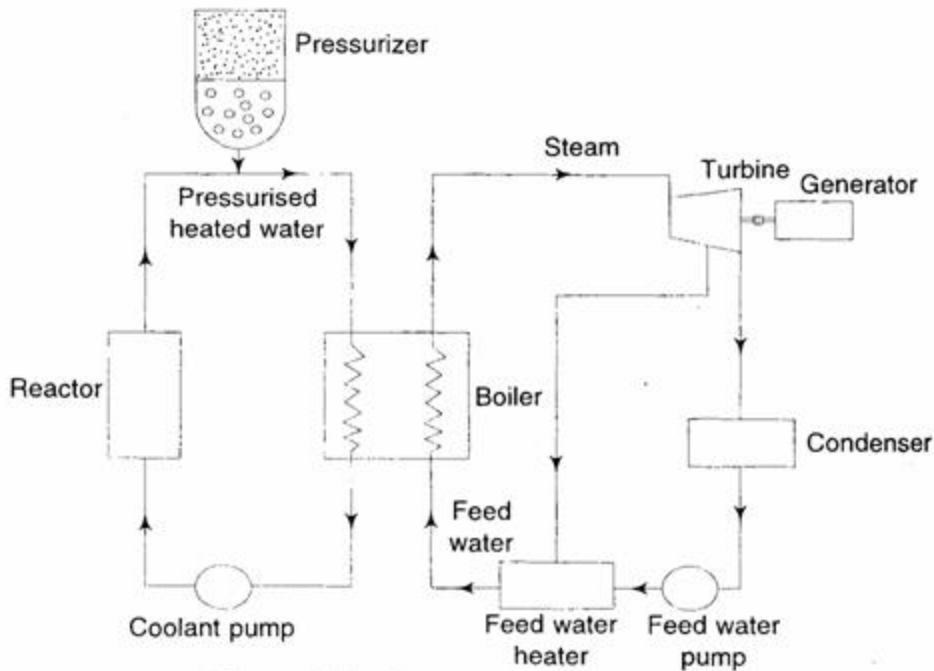 Pressurizer
Steam
Turbine
Generator
Pressurised
heated water
Reactor
Boiler
Condenser
Feed
water
Coolant pump
Feed water
heater
Feed water
pump